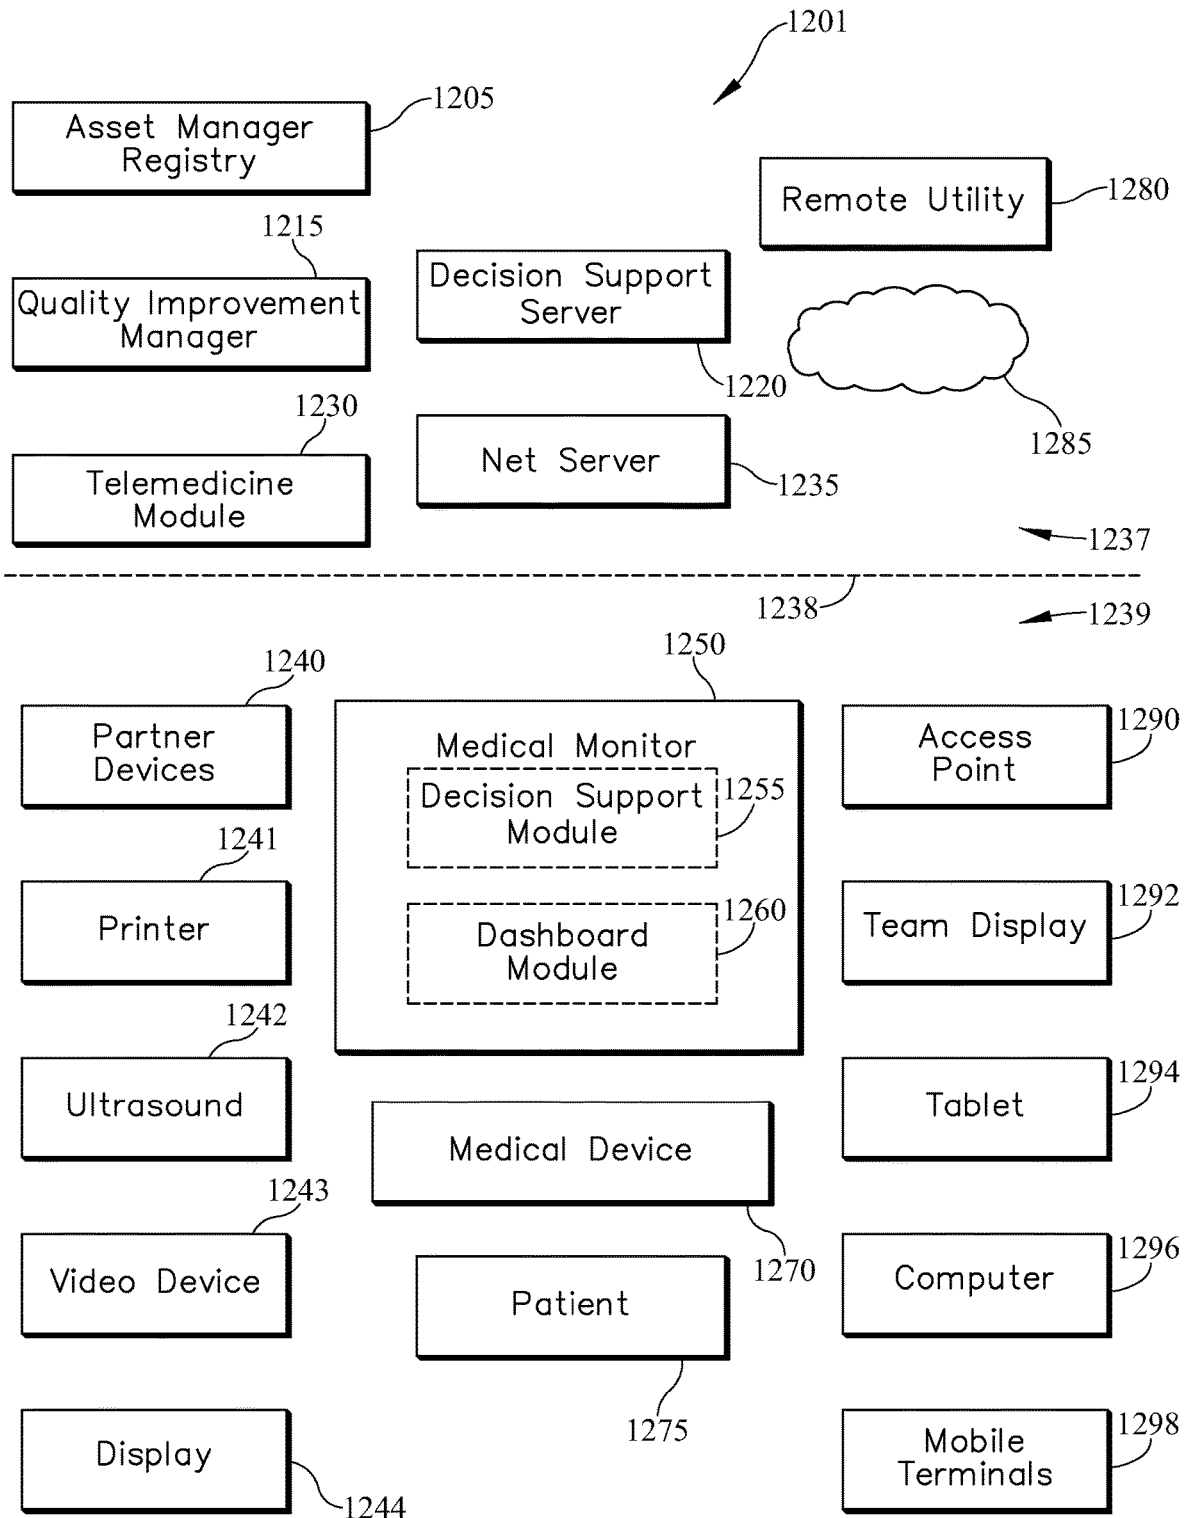 1201
Asset Manager
Registry
1205
Remote Utility
1280
1215
Quality Improvement
Manager
Decision Support
Server
1220
1285
1230
Telemedicine
Module
Net Server
1235
1237
1238
1239
1240
Partner
Devices
1250
Medical Monitor
Decision Support
Module
1255
Dashboard
Module
1260
Access
Point
1290
1241
Printer
Team Display
1292
1242
Ultrasound
Medical Device
1270
Tablet
1294
1243
Video Device
Patient
1275
Computer
1296
Display
1244
Mobile
Terminals
1298